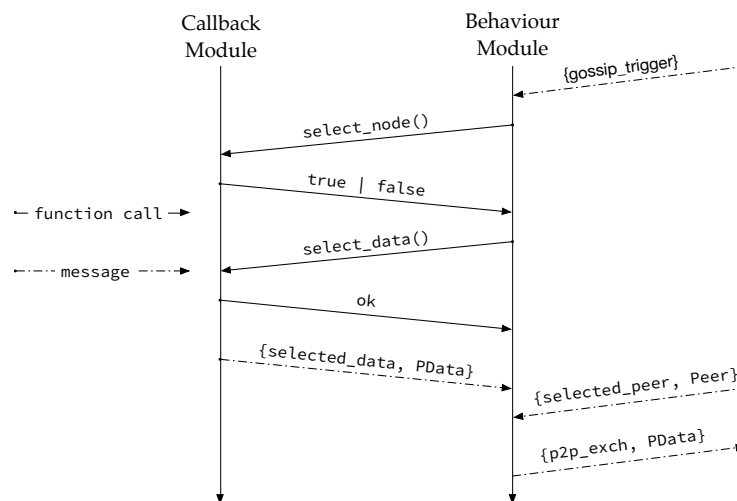 Callback
Module
Behaviour
Module
{gossip_trigger}
select_node()
true | false
function call
select_data()
message
ok
{selected_data, PData}
{selected_peer, Peer}
{p2p_exch, PData}